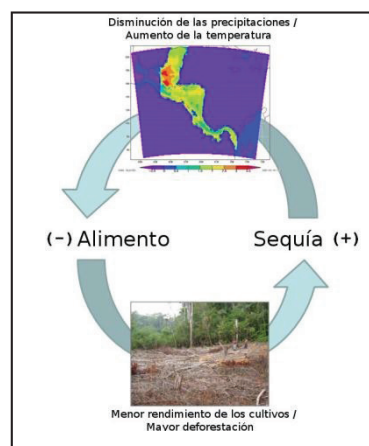 Disminución de las precipitaciones /
Aumento de la temperatura
(-) Alimento
Sequía (+)
Menor rendimiento de los cultivos /
Mayor deforestación